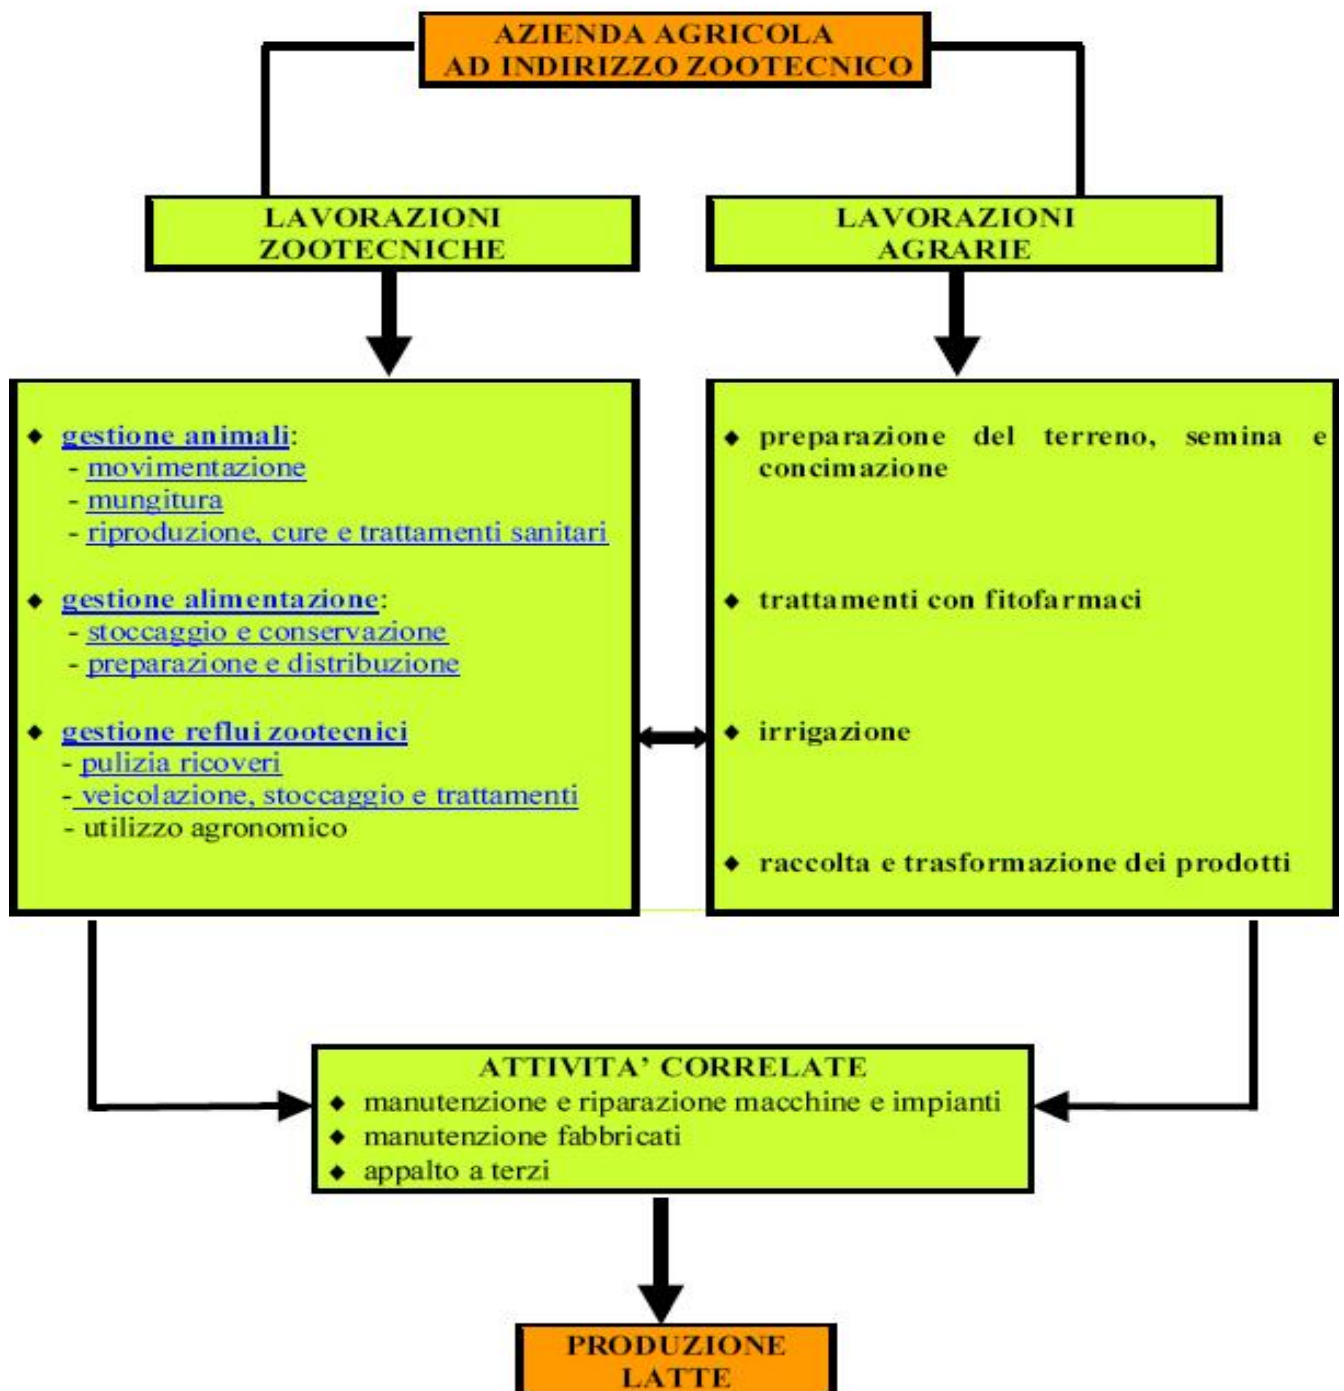 AZIENDA AGRICOLA
AD INDIRIZZO ZOOTECNICO
LAVORAZIONI
ZOOTECNICHE
LAVORAZIONI
AGRARIE
◆ gestione animali:
- movimentazione
- mungitura
- riproduzione, cure e trattamenti sanitari
◆ gestione alimentazione:
- stoccaggio e conservazione
- preparazione e distribuzione
◆ gestione reflui zootecnici
- pulizia ricoveri
- veicolazione, stoccaggio e trattamenti
- utilizzo agronomico
◆ preparazione del terreno, semina e
concimazione
◆ trattamenti con fitofarmaci
◆ irrigazione
◆ raccolta e trasformazione dei prodotti
ATTIVITA’ CORRELATE
◆ manutenzione e riparazione macchine e impianti
◆ manutenzione fabbricati
◆ appalto a terzi
PRODUZIONE
LATTE